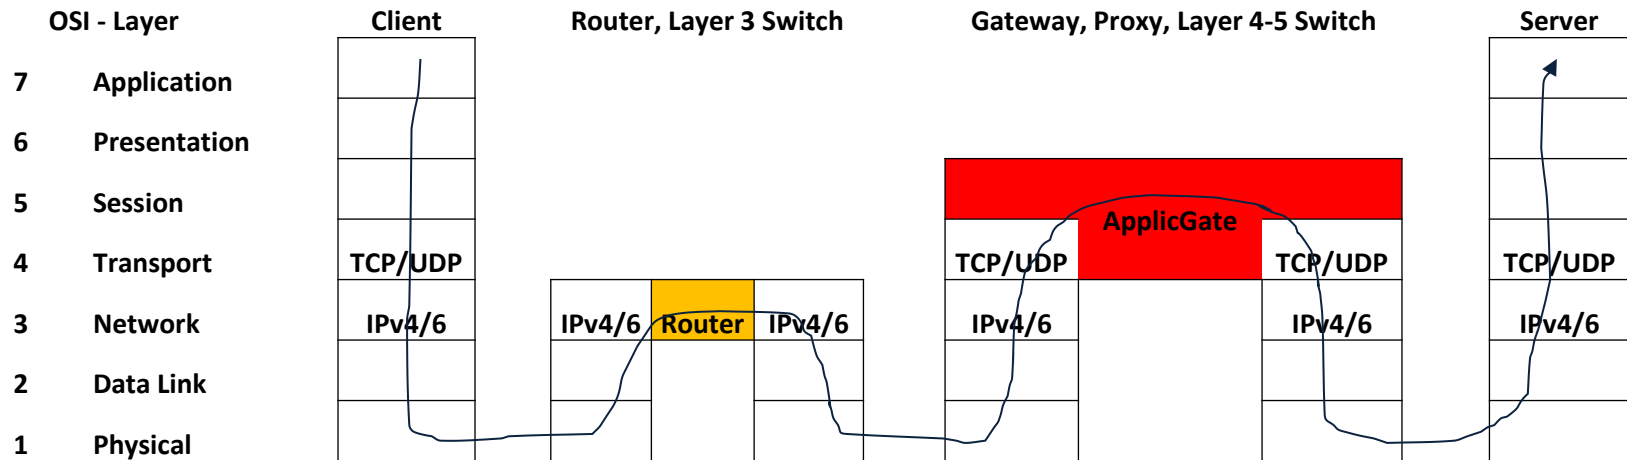 OSI - Layer Client Router, Layer 3 Switch Gateway, Proxy, Layer 4-5 Switch Server
7 Application
6 Presentation
5 Session
ApplicGate
4 Transport TCP/UDP TCP/UDP TCP/UDP TCP/UDP
3 Network IPv4/6 IPv4/6 Router IPv4/6 IPv4/6 IPv4/6 IPv4/6
2 Data Link
1 Physical